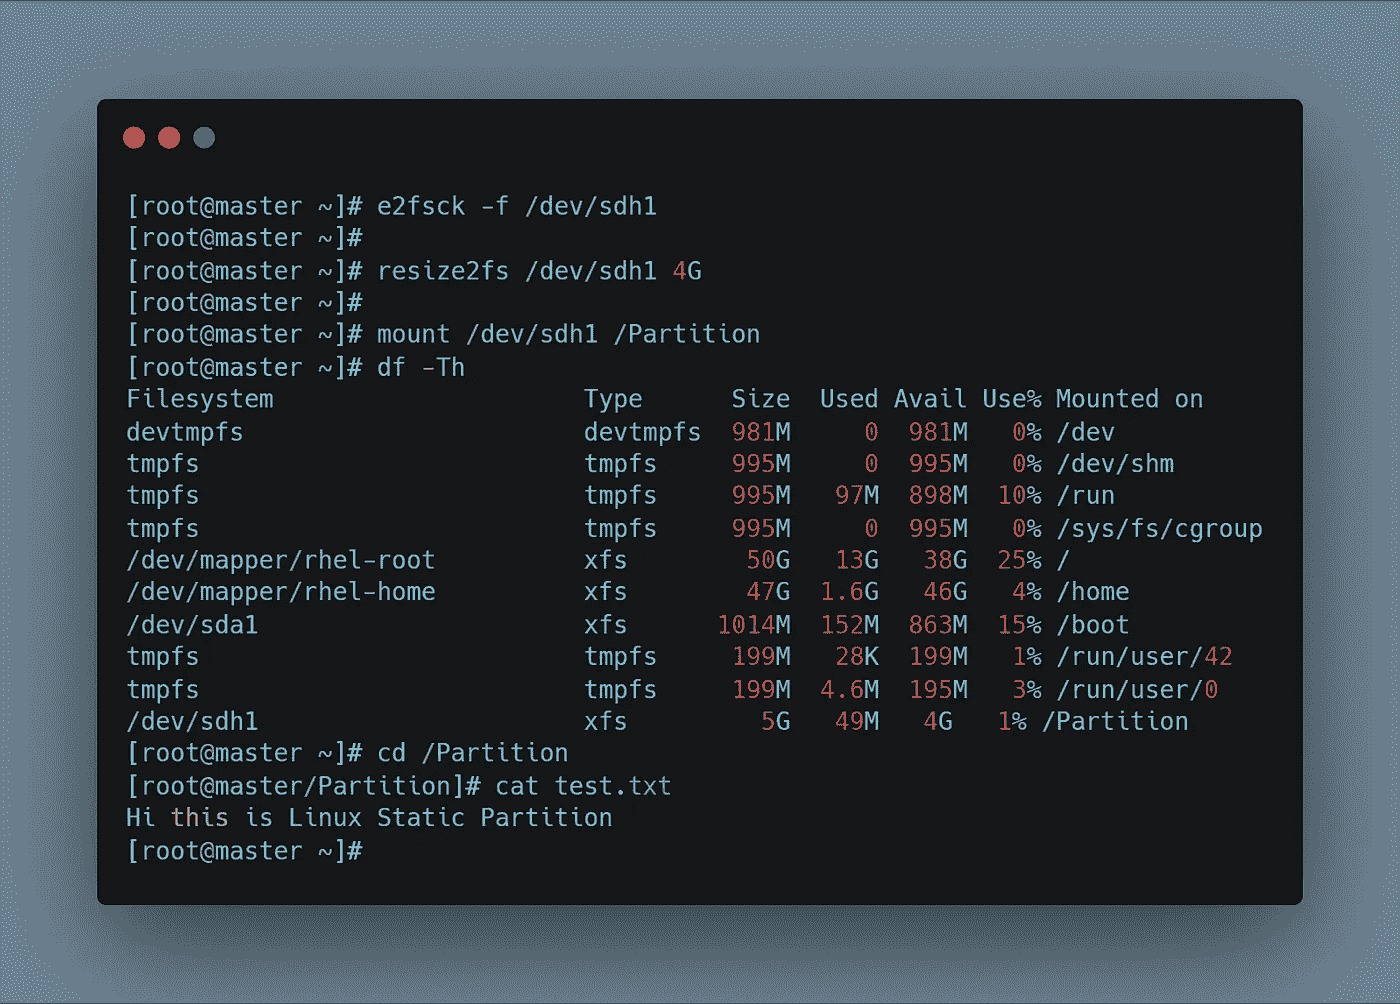 [root@master ~]# e2fsck -f /dev/sdh1
[root@master ~]#
[root@master ~]# resize2fs /dev/sdh1 4G
[root@master ~]#
[root@master ~]# mount /dev/sdh1 /Partition
[root@master ~]# df -Th
Filesystem                     Type      Size  Used Avail Use% Mounted on
devtmpfs                       devtmpfs  981M     0  981M   0% /dev
tmpfs                          tmpfs     995M     0  995M   0% /dev/shm
tmpfs                          tmpfs     995M   97M  898M  10% /run
tmpfs                          tmpfs     995M     0  995M   0% /sys/fs/cgroup
/dev/mapper/rhel-root          xfs        50G   13G   38G  25% /
/dev/mapper/rhel-home          xfs        47G  1.6G   46G   4% /home
/dev/sda1                      xfs      1014M  152M  863M  15% /boot
tmpfs                          tmpfs     199M   28K  199M   1% /run/user/42
tmpfs                          tmpfs     199M  4.6M  195M   3% /run/user/0
/dev/sdh1                      xfs         5G   49M   4G   1% /Partition
[root@master ~]# cd /Partition
[root@master/Partition]# cat test.txt
Hi this is Linux Static Partition
[root@master ~]#